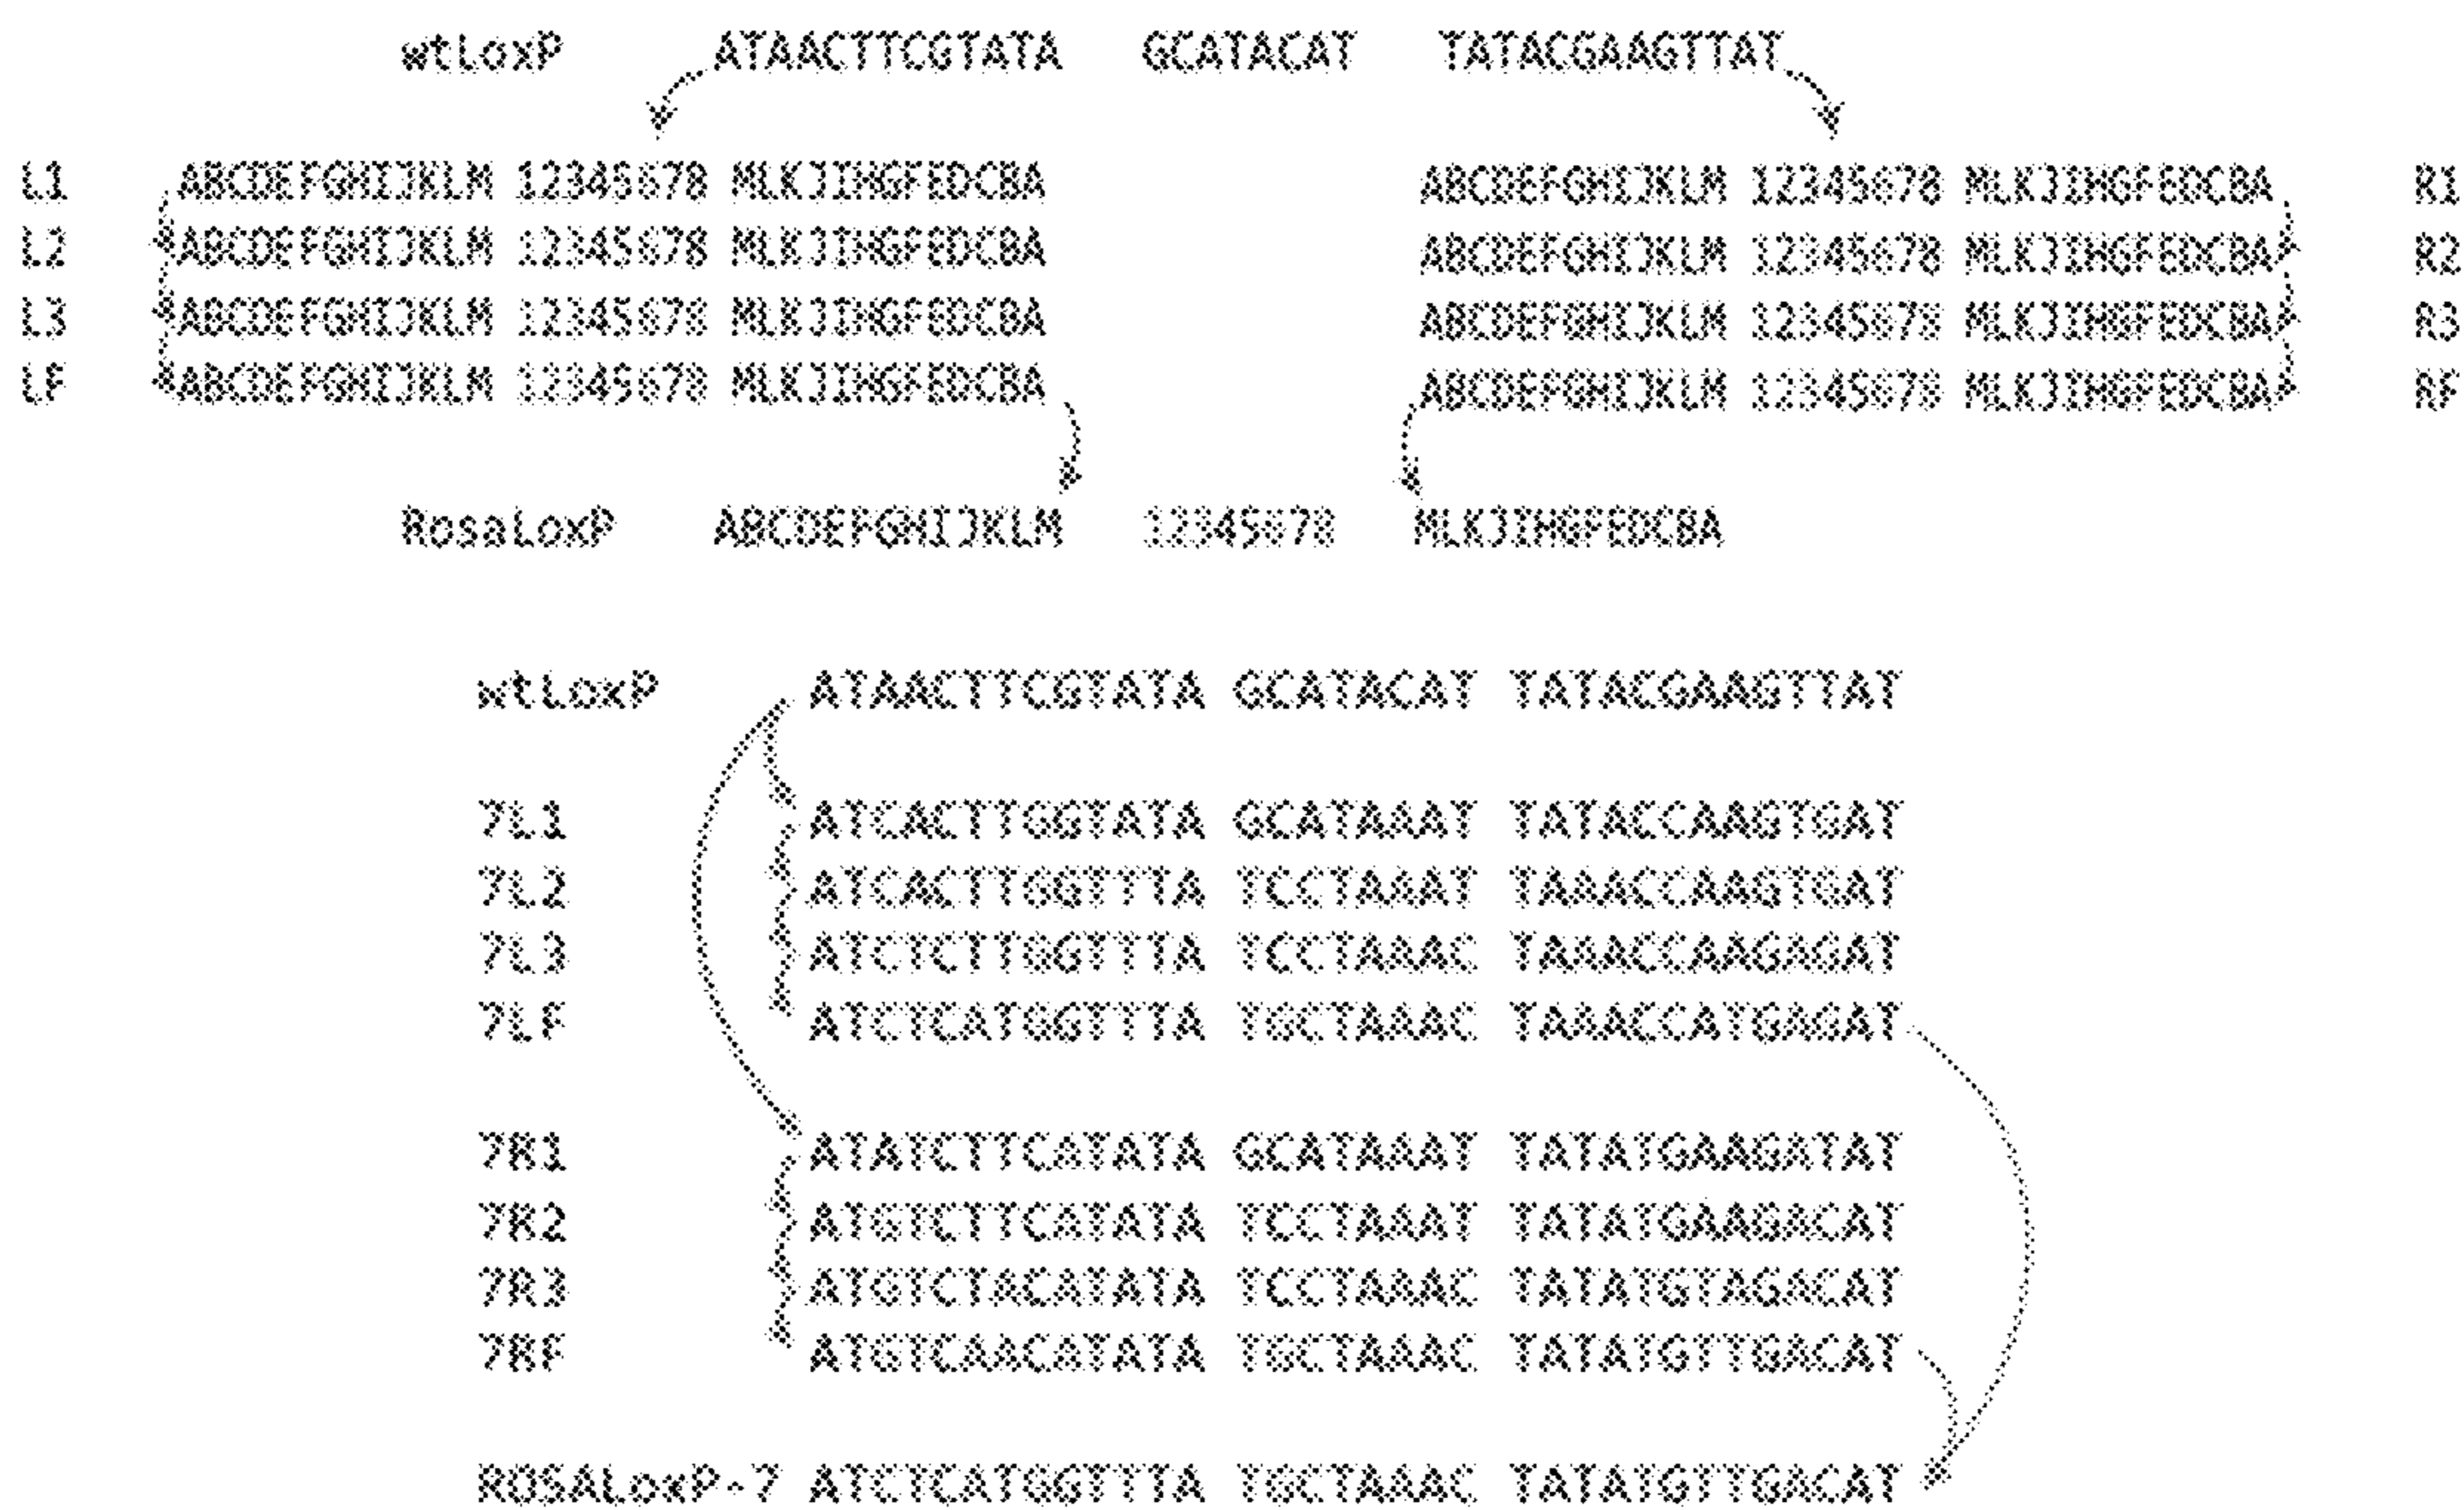 wtLoxP ATAACTTCGTATA GCATACAT TATACGAAGTTAT
L1 ABCDEFGHIJKLM 12345678 MLKJIHGFEDCBA ABCDEFGHIJKLM 12345678 MLKJIHGFEDCBA R1
L2 ABCDEFGHIJKLM 12345678 MLKJIHGFEDCBA ABCDEFGHIJKLM 12345678 MLKJIHGFEDCBA R2
L3 ABCDEFGHIJKLM 12345678 MLKJIHGFEDCBA ABCDEFGHIJKLM 12345678 MLKJIHGFEDCBA R3
LF ABCDEFGHIJKLM 12345678 MLKJIHGFEDCBA ABCDEFGHIJKLM 12345678 MLKJIHGFEDCBA RF
RosaLoxP ABCDEFGHIJKLM 12345678 MLKJIHGFEDCBA
wtLoxP ATAACTTCGTATA GCATACAT TATACGAAGTTAT
7L1 ATCACTTGGTATA GCATAAAT TATACCAAGTGAT
7L2 ATCACTTGGTTTA TCCTAAAT TAAACCAAGTGAT
7L3 ATCTCTTGGTTTA TCCTAAAC TAAACCAAGAGAT
7LF ATCTCATGGTTTA TGCTAAAC TAAACCATGAGAT
7R1 ATATCTTCATATA GCATAAAT TATATGAAGATAT
7R2 ATGTCTTCATATA TCCTAAAT TATATGAAGACAT
7R3 ATGTCTACATATA TCCTAAAC TATATGTAGACAT
7RF ATGTCAACATATA TGCTAAAC TATATGTTGACAT
ROSALoxP-7 ATCTCATGGTTTA TGCTAAAC TATATGTTGACAT